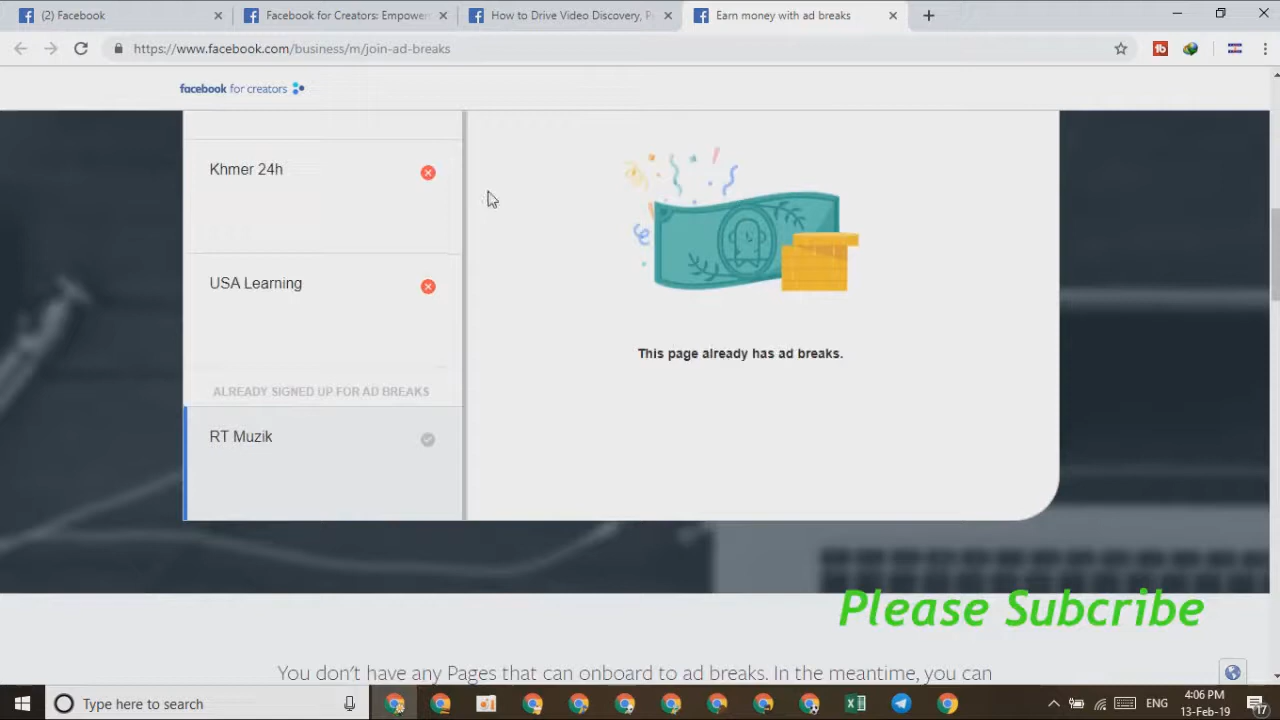 (2) Facebook
Facebook for Creators: Empower
How to Drive Video Discovery, P
Earn money with ad breaks
https://www.facebook.com/business/m/join-ad-breaks
facebook for creators
Khmer 24h
USA Learning
ALREADY SIGNED UP FOR AD BREAKS
RT Muzik
This page already has ad breaks.
Please Subcribe
You don't have any Pages that can onboard to ad breaks. In the meantime, you can
Type here to search
ENG
4:06 PM
13-Feb-19
17